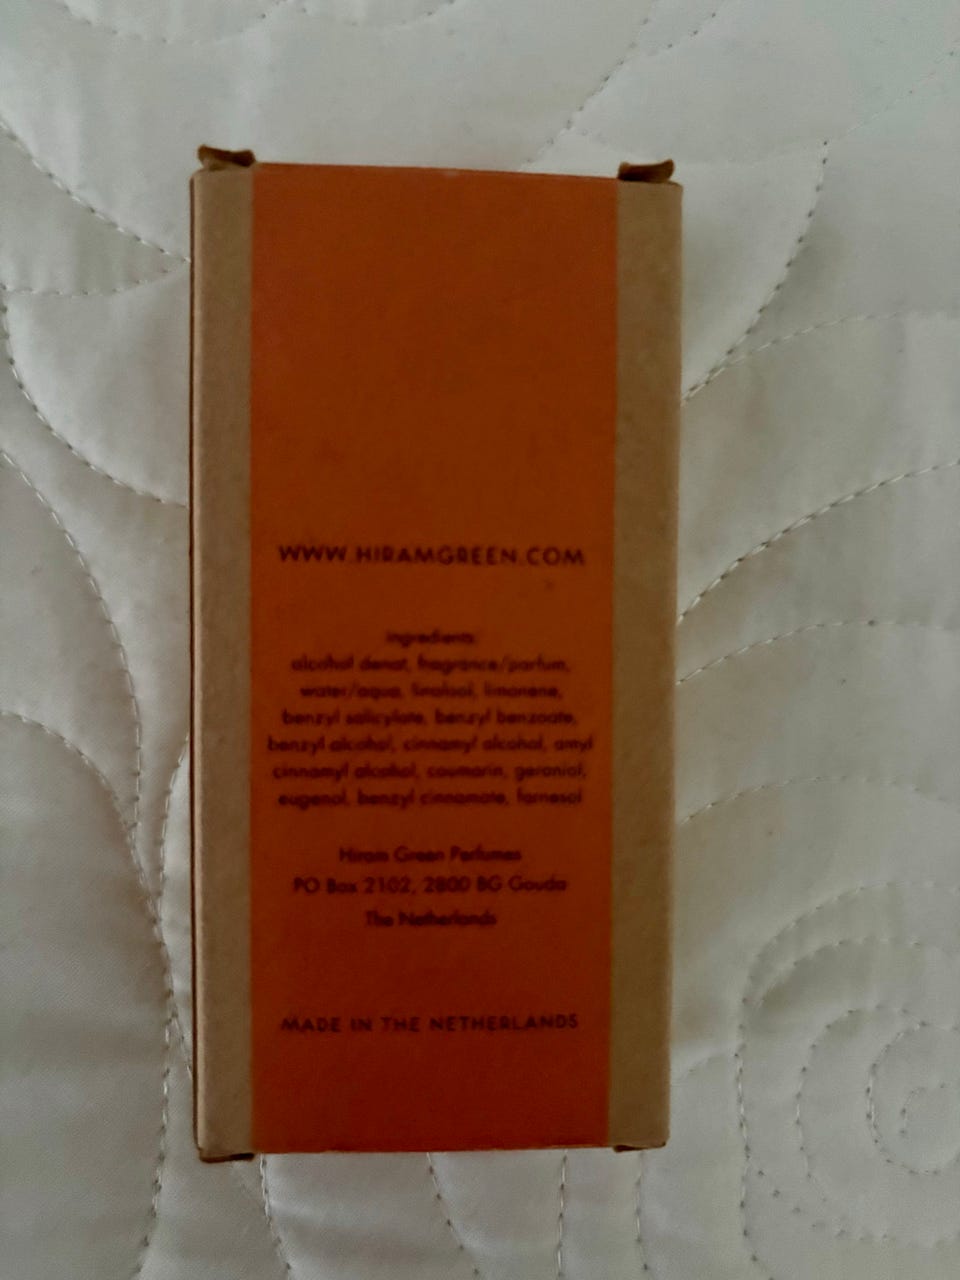 WWW.HIRAMGREEN.COM
ingredients:
alcohol denat, fragrance/parfum,
water/aqua, linalool, limonene,
benzyl salicylate, benzyl benzoate,
benzyl alcohol, cinnamyl alcohol, amyl
cinnamyl alcohol, coumarin, geraniol,
eugenol, benzyl cinnamate, farnesol
Hiram Green Perfumes
PO Box 2102, 2800 BG Gouda
The Netherlands
MADE IN THE NETHERLANDS